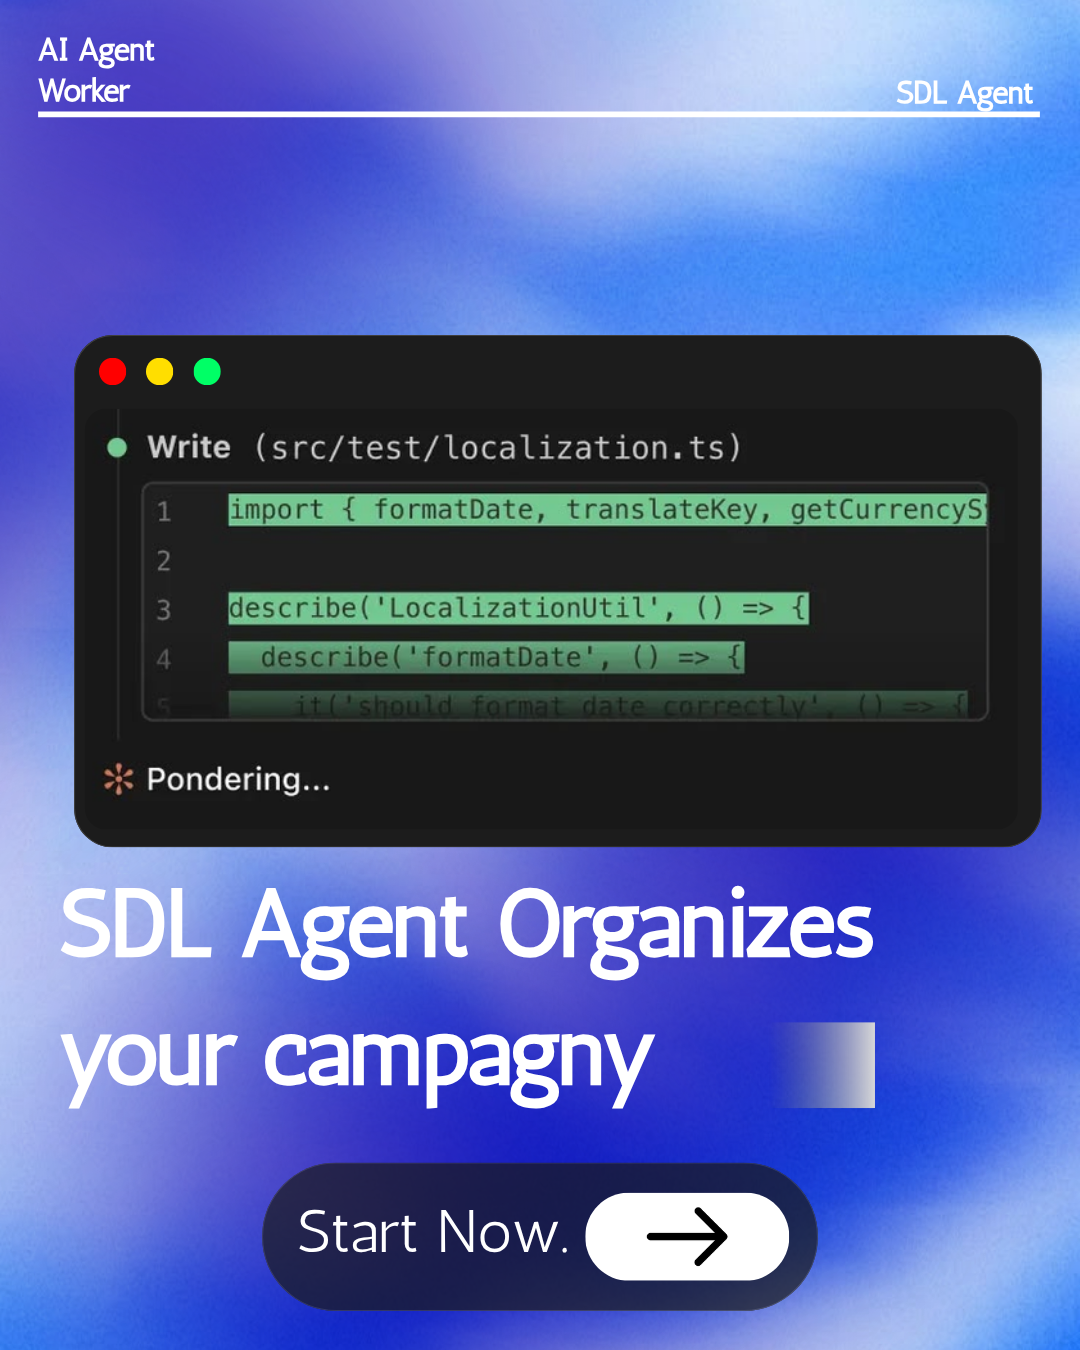 AI Agent
Worker
SDL Agent
Write (src/test/localization.ts)
1 import { formatDate, translateKey, getCurrencyS
2
3 describe('LocalizationUtil', () => {
4 describe('formatDate', () => {
5 it('should format date correctly', () => {
Pondering...
SDL Agent Organizes
your campagny
Start Now.